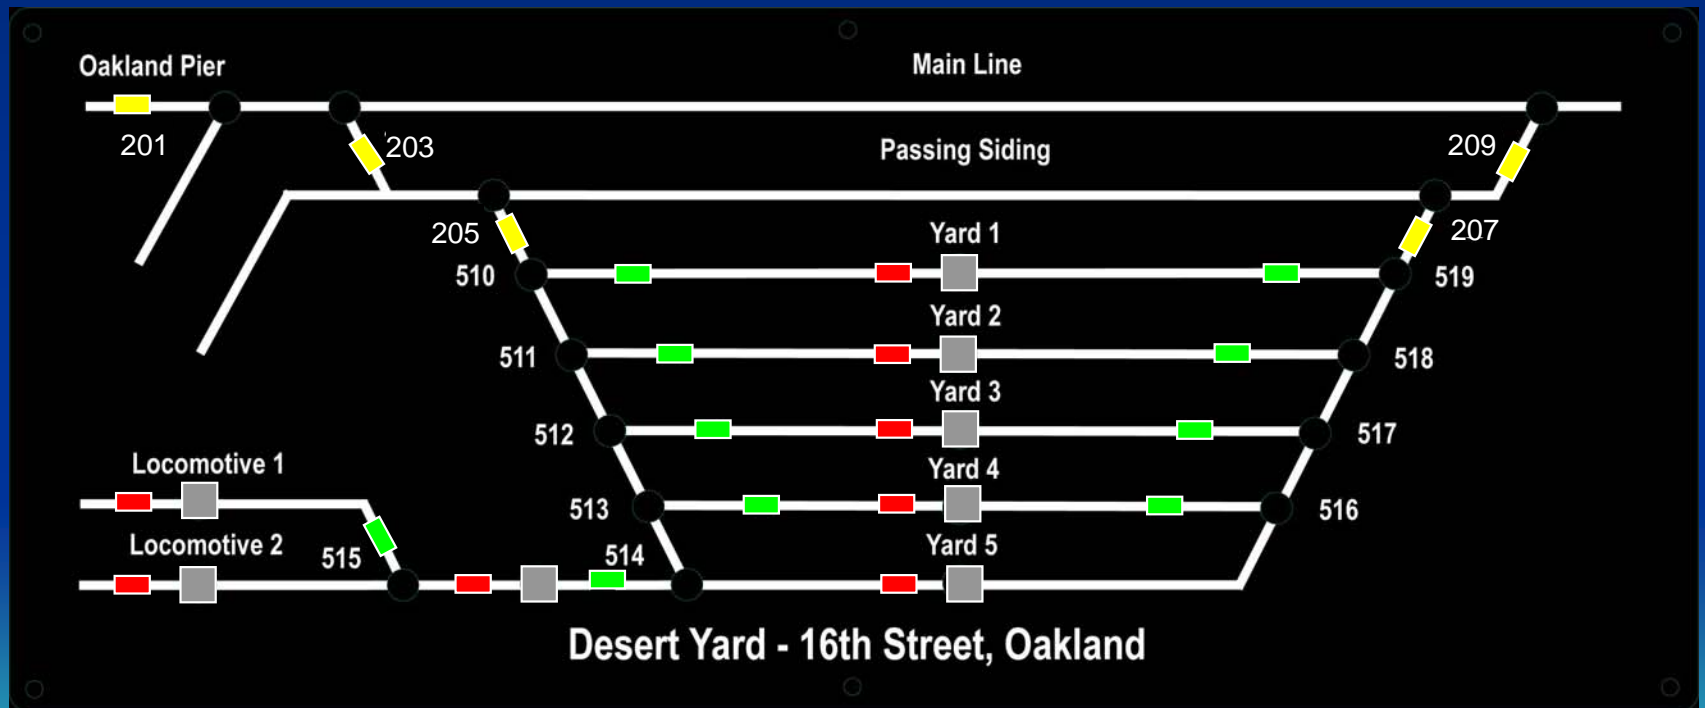 Oakland Pier
Main Line
201
203
209
Passing Siding
205
Yard 1
207
510
519
Yard 2
511
518
Yard 3
512
517
Locomotive 1
Yard 4
513
516
Locomotive 2
515
514
Yard 5
Desert Yard - 16th Street, Oakland